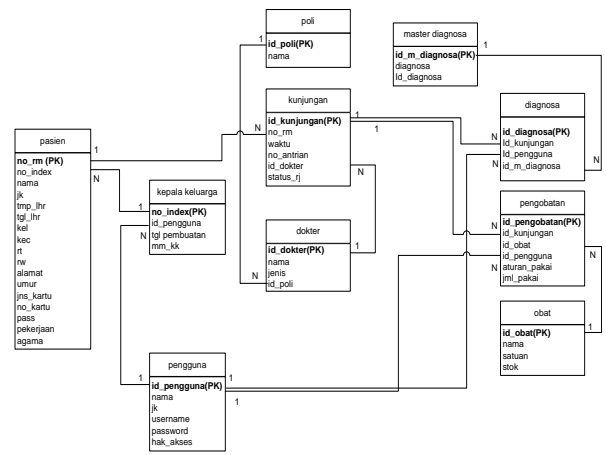 poli
id_poli(PK)
nama
master diagnosa
id_m_diagnosa(PK)
diagnosa
Id_diagnosa
kunjungan
id_kunjungan(PK)
no_rm
waktu
no_antrian
id_dokter
status_rj
diagnosa
id_diagnosa(PK)
Id_kunjungan
Id_pengguna
id_m_diagnosa
pasien
no_rm (PK)
no_index
nama
jk
tmp_lhr
tgl_lhr
kel
kec
rt
rw
alamat
umur
jns_kartu
no_kartu
pass
pekerjaan
agama
kepala keluarga
no_index(PK)
id_pengguna
tgl pembuatan
mm_kk
dokter
id_dokter(PK)
nama
jenis
id_poli
pengobatan
id_pengobatan(PK)
id_kunjungan
id_obat
id_pengguna
aturan_pakai
jml_pakai
obat
id_obat(PK)
nama
satuan
stok
pengguna
id_pengguna(PK)
nama
jk
username
password
hak_akses
1
N
1
N
1
N
1
N
1
N
1
N
1
N
1
N
1
N
1
N
1
N